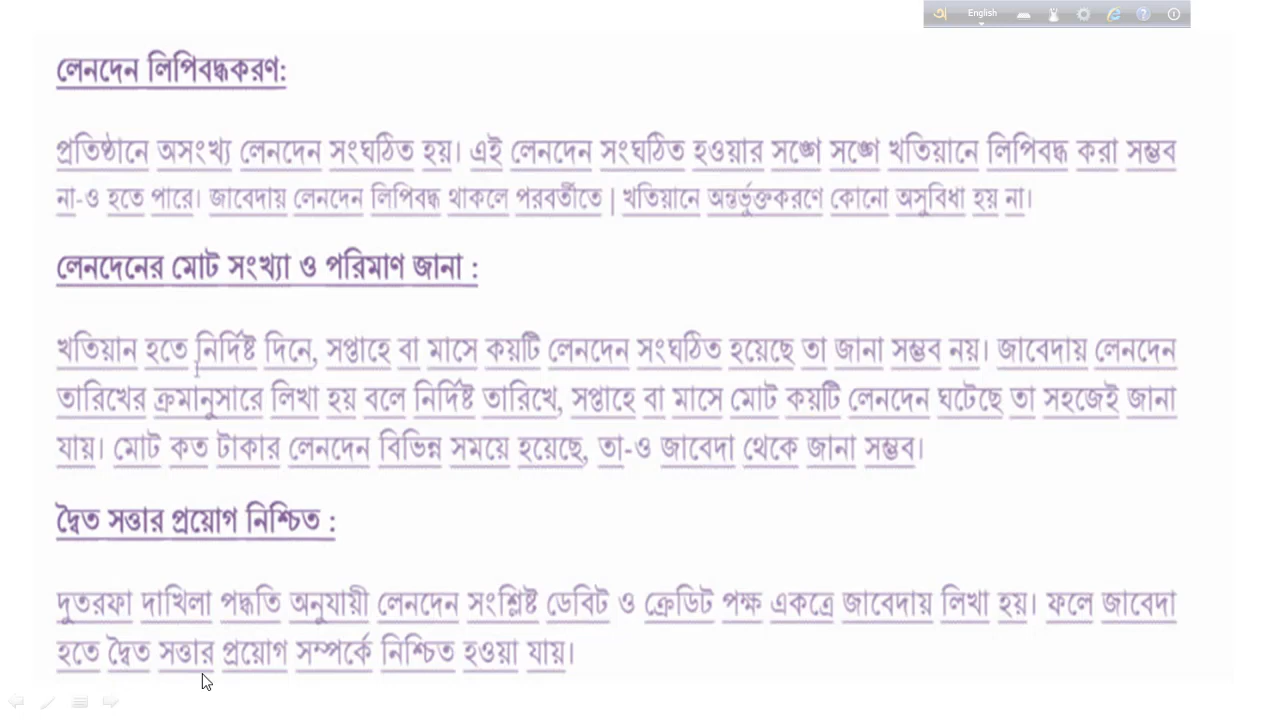 অ English
লেনদেন লিপিবদ্ধকরণ:
প্রতিষ্ঠানে অসংখ্য লেনদেন সংঘঠিত হয়। এই লেনদেন সংঘঠিত হওয়ার সঙ্গে সঙ্গে খতিয়ানে লিপিবদ্ধ করা সম্ভব
না-ও হতে পারে। জাবেদায় লেনদেন লিপিবদ্ধ থাকলে পরবর্তীতে | খতিয়ানে অন্তর্ভুক্তকরণে কোনো অসুবিধা হয় না।
লেনদেনের মোট সংখ্যা ও পরিমাণ জানা :
খতিয়ান হতে নির্দিষ্ট দিনে, সপ্তাহে বা মাসে কয়টি লেনদেন সংঘঠিত হয়েছে তা জানা সম্ভব নয়। জাবেদায় লেনদেন
তারিখের ক্রমানুসারে লিখা হয় বলে নির্দিষ্ট তারিখে, সপ্তাহে বা মাসে মোট কয়টি লেনদেন ঘটেছে তা সহজেই জানা
যায়। মোট কত টাকার লেনদেন বিভিন্ন সময়ে হয়েছে, তা-ও জাবেদা থেকে জানা সম্ভব।
দ্বৈত সত্তার প্রয়োগ নিশ্চিত :
দুতরফা দাখিলা পদ্ধতি অনুযায়ী লেনদেন সংশ্লিষ্ট ডেবিট ও ক্রেডিট পক্ষ একত্রে জাবেদায় লিখা হয়। ফলে জাবেদা
হতে দ্বৈত সত্তার প্রয়োগ সম্পর্কে নিশ্চিত হওয়া যায়।